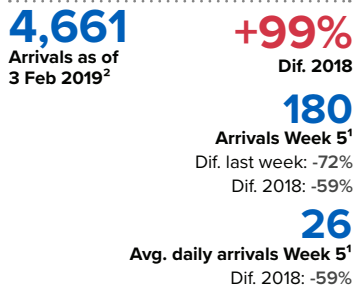 4,661
Arrivals as of
3 Feb 2019²
+99%
Dif. 2018
180
Arrivals Week 5¹
Dif. last week: -72%
Dif. 2018: -59%
26
Avg. daily arrivals Week 5¹
Dif. 2018: -59%